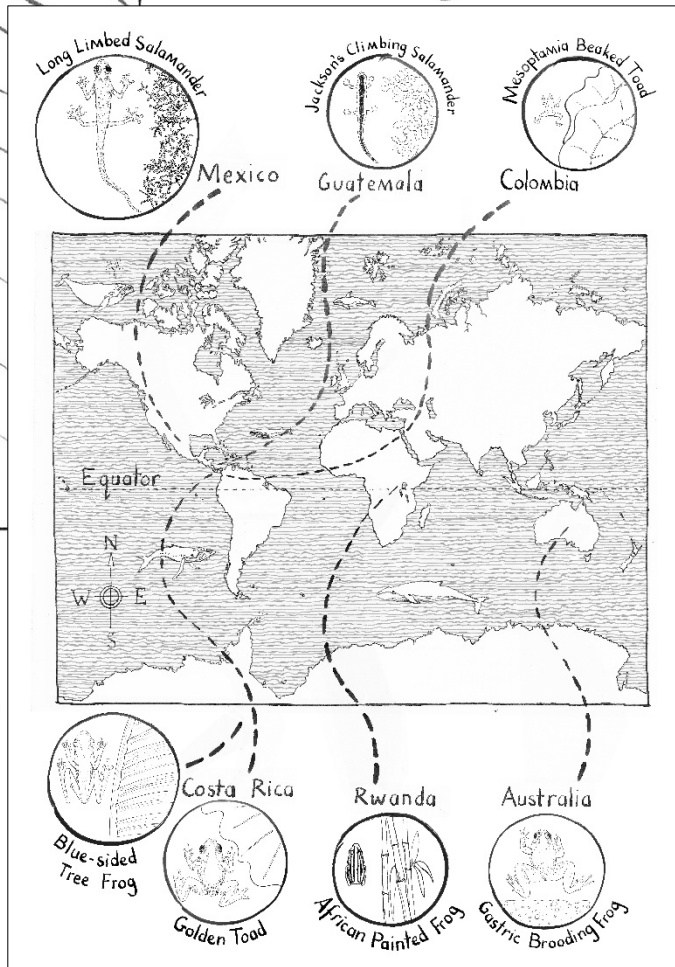 Long Limbed Salamander
Jackson's Climbing Salamander
Mesoptamia Beaked Toad
Mexico
Guatemala
Colombia
Equator
N
W E
S
Costa Rica
Rwanda
Australia
Blue-sided
Tree Frog
Golden Toad
African Painted Frog
Gastric Brooding Frog